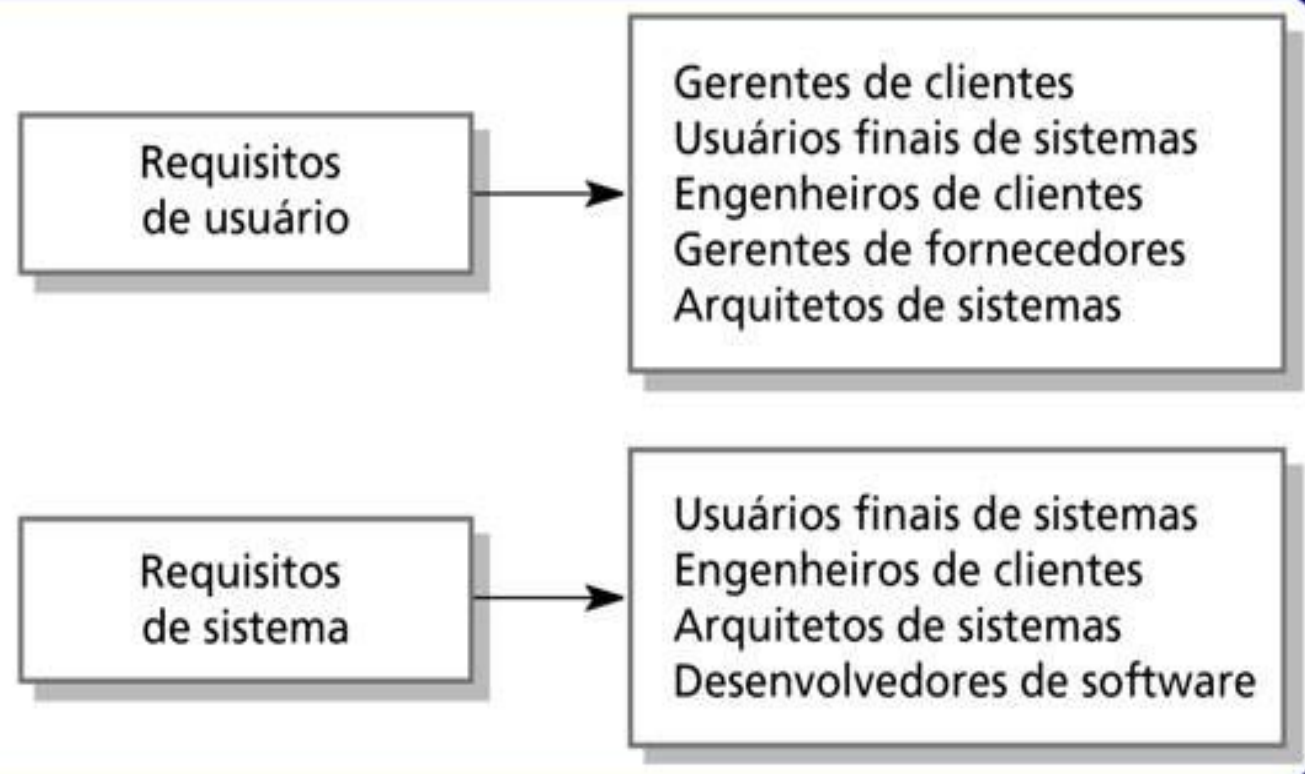 Requisitos
de usuário
Gerentes de clientes
Usuários finais de sistemas
Engenheiros de clientes
Gerentes de fornecedores
Arquitetos de sistemas
Requisitos
de sistema
Usuários finais de sistemas
Engenheiros de clientes
Arquitetos de sistemas
Desenvolvedores de software